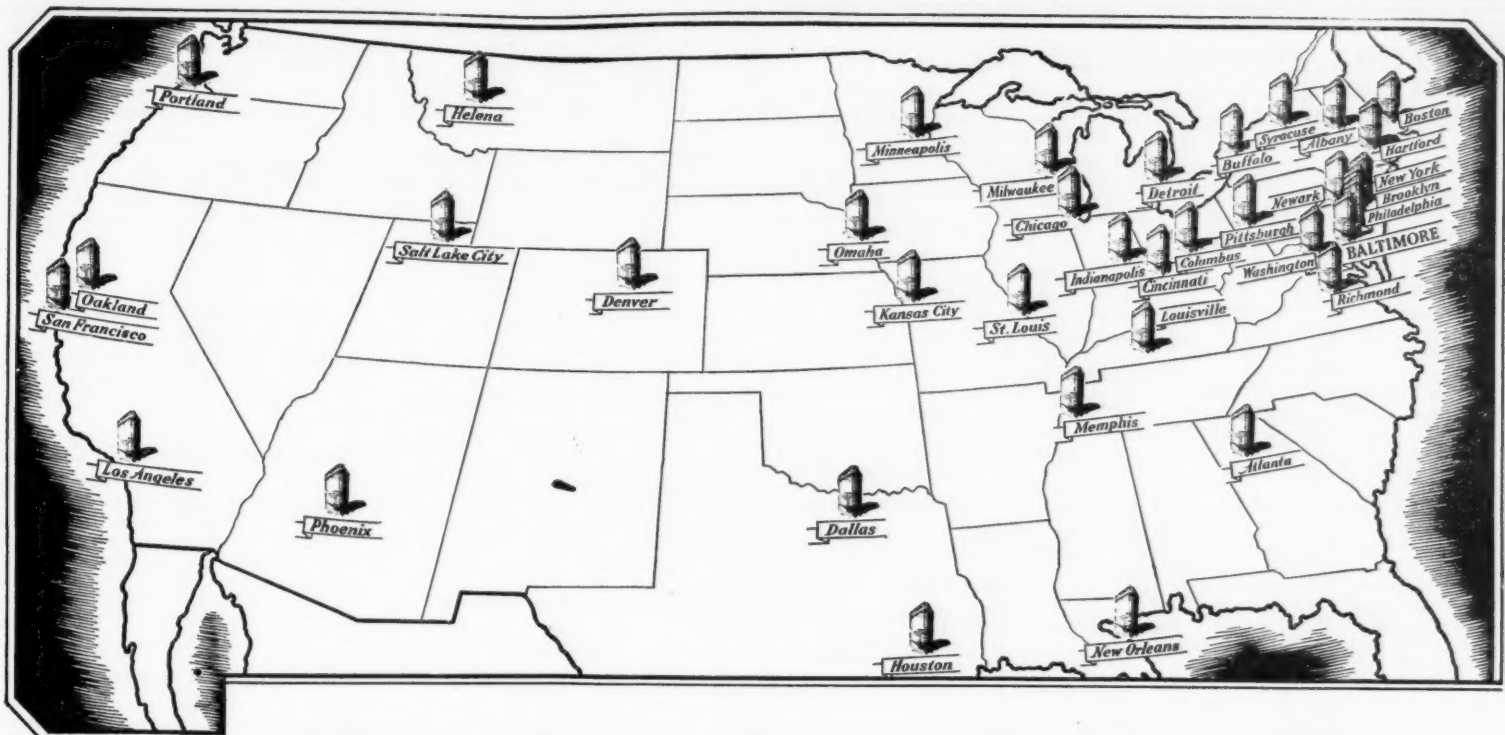 Portland
Helena
Minneapolis
Milwaukee
Chicago
Detroit
Buffalo
Syracuse
Albany
Boston
Hartford
New York
Brooklyn
Philadelphia
Newark
Pittsburgh
BALTIMORE
Washington
Richmond
Columbus
Cincinnati
Indianapolis
Louisville
Salt Lake City
Omaha
Oakland
San Francisco
Denver
Kansas City
St. Louis
Memphis
Atlanta
Los Angeles
Phoenix
Dallas
Houston
New Orleans